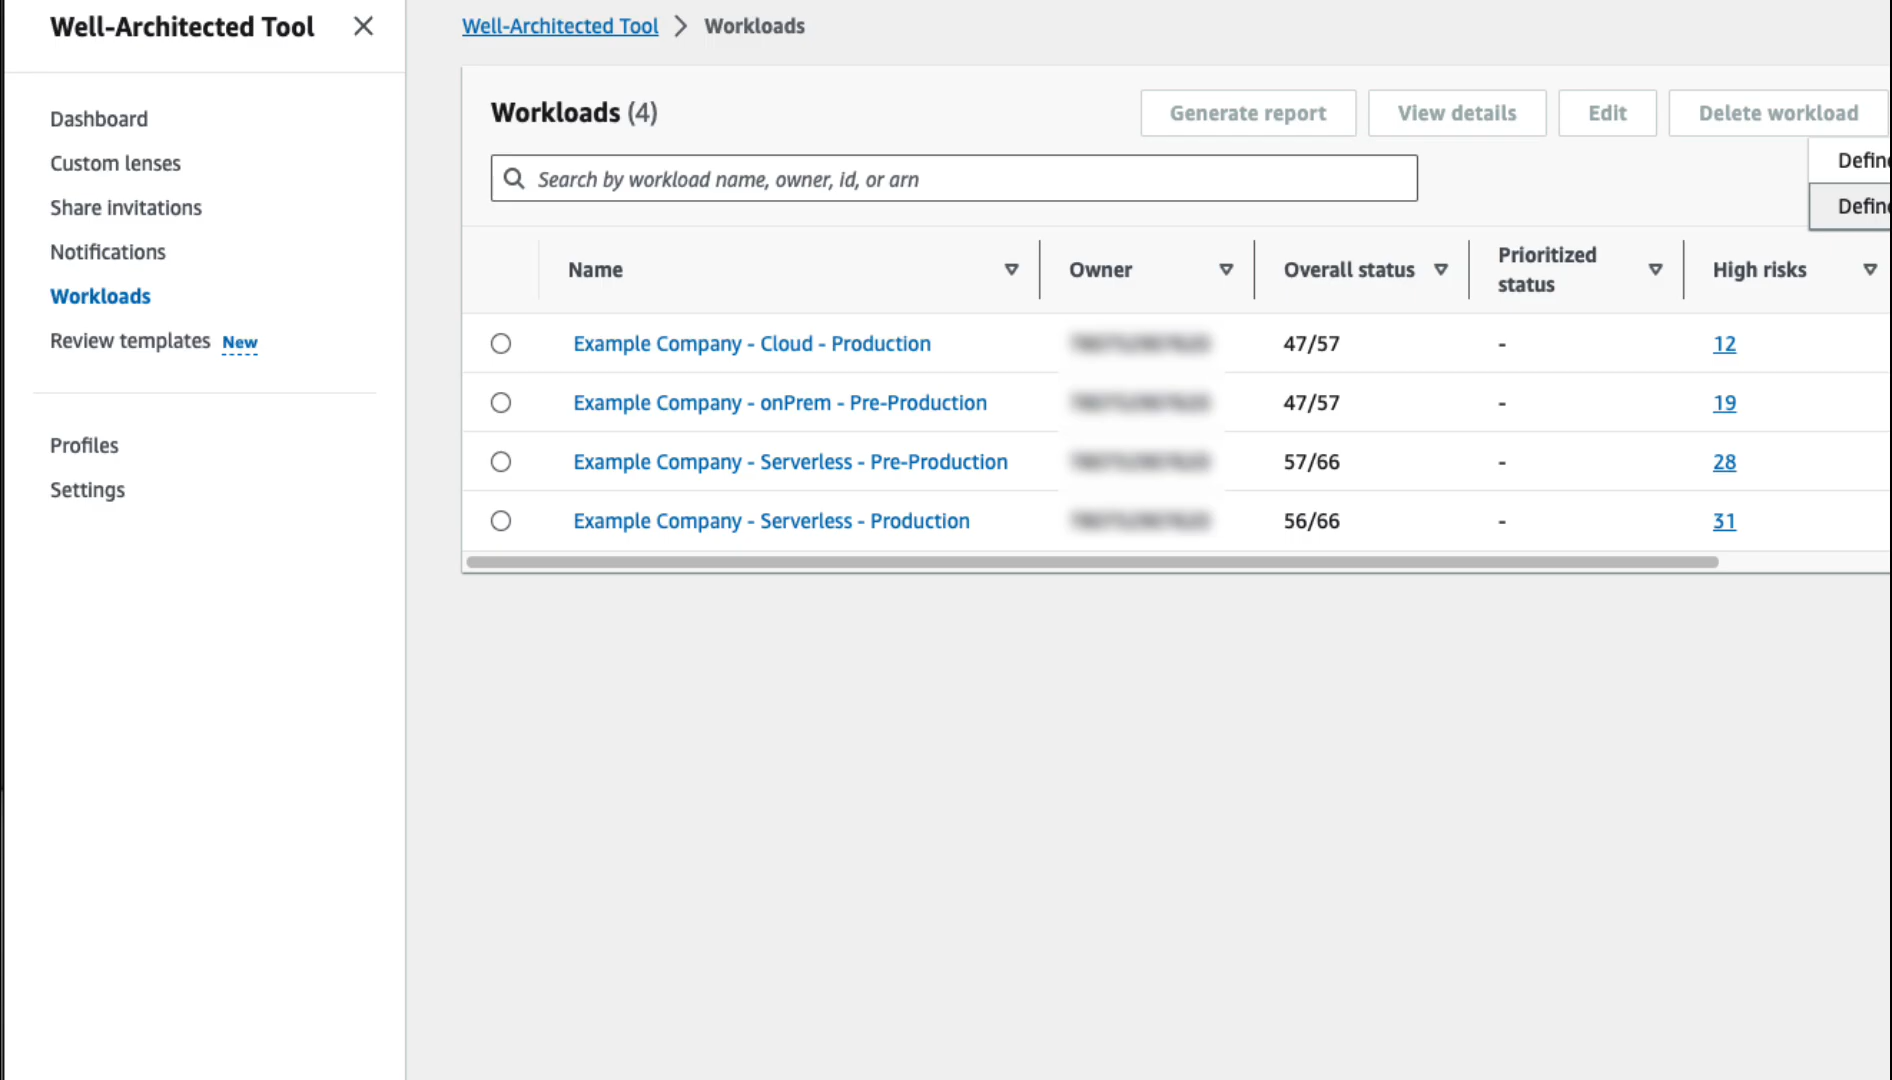 Well-Architected Tool
Dashboard
Custom lenses
Share invitations
Notifications
Workloads
Review templates New
Profiles
Settings
Well-Architected Tool > Workloads
Workloads (4)
Generate report View details Edit Delete workload
Search by workload name, owner, id, or arn
Name Owner Overall status Prioritized status High risks
Example Company - Cloud - Production 47/57 - 12
Example Company - onPrem - Pre-Production 47/57 - 19
Example Company - Serverless - Pre-Production 57/66 - 28
Example Company - Serverless - Production 56/66 - 31